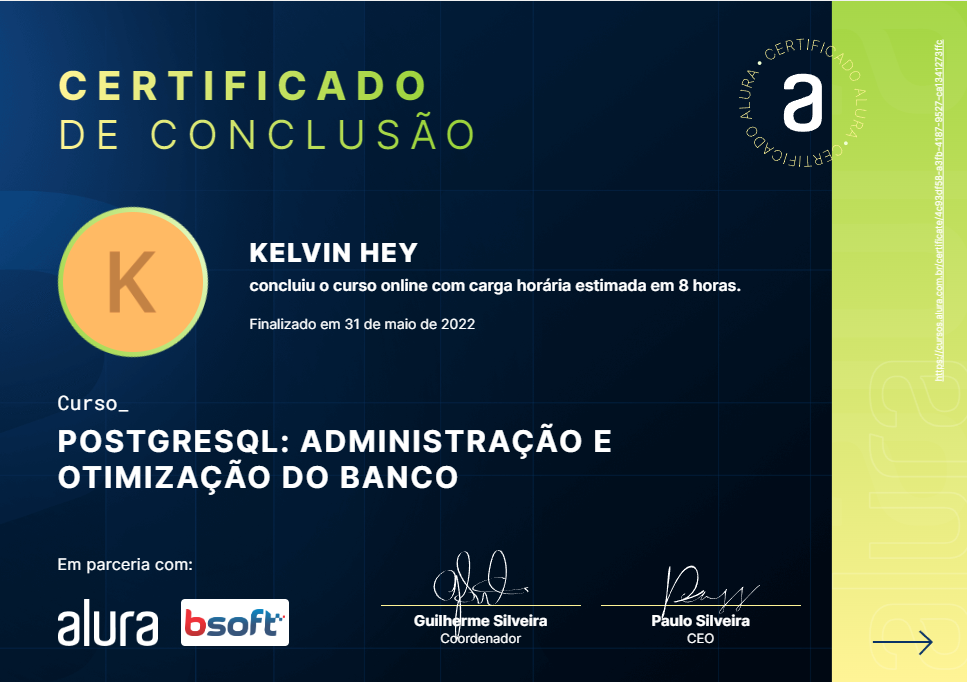 CERTIFICADO
DE CONCLUSÃO
CERTIFICADO ALURA • CERTIFICADO ALURA •
a
K
KELVIN HEY
concluiu o curso online com carga horária estimada em 8 horas.
Finalizado em 31 de maio de 2022
Curso_
POSTGRESQL: ADMINISTRAÇÃO E
OTIMIZAÇÃO DO BANCO
Em parceria com:
alura
bsoft
Guilherme Silveira
Coordenador
Paulo Silveira
CEO
alura